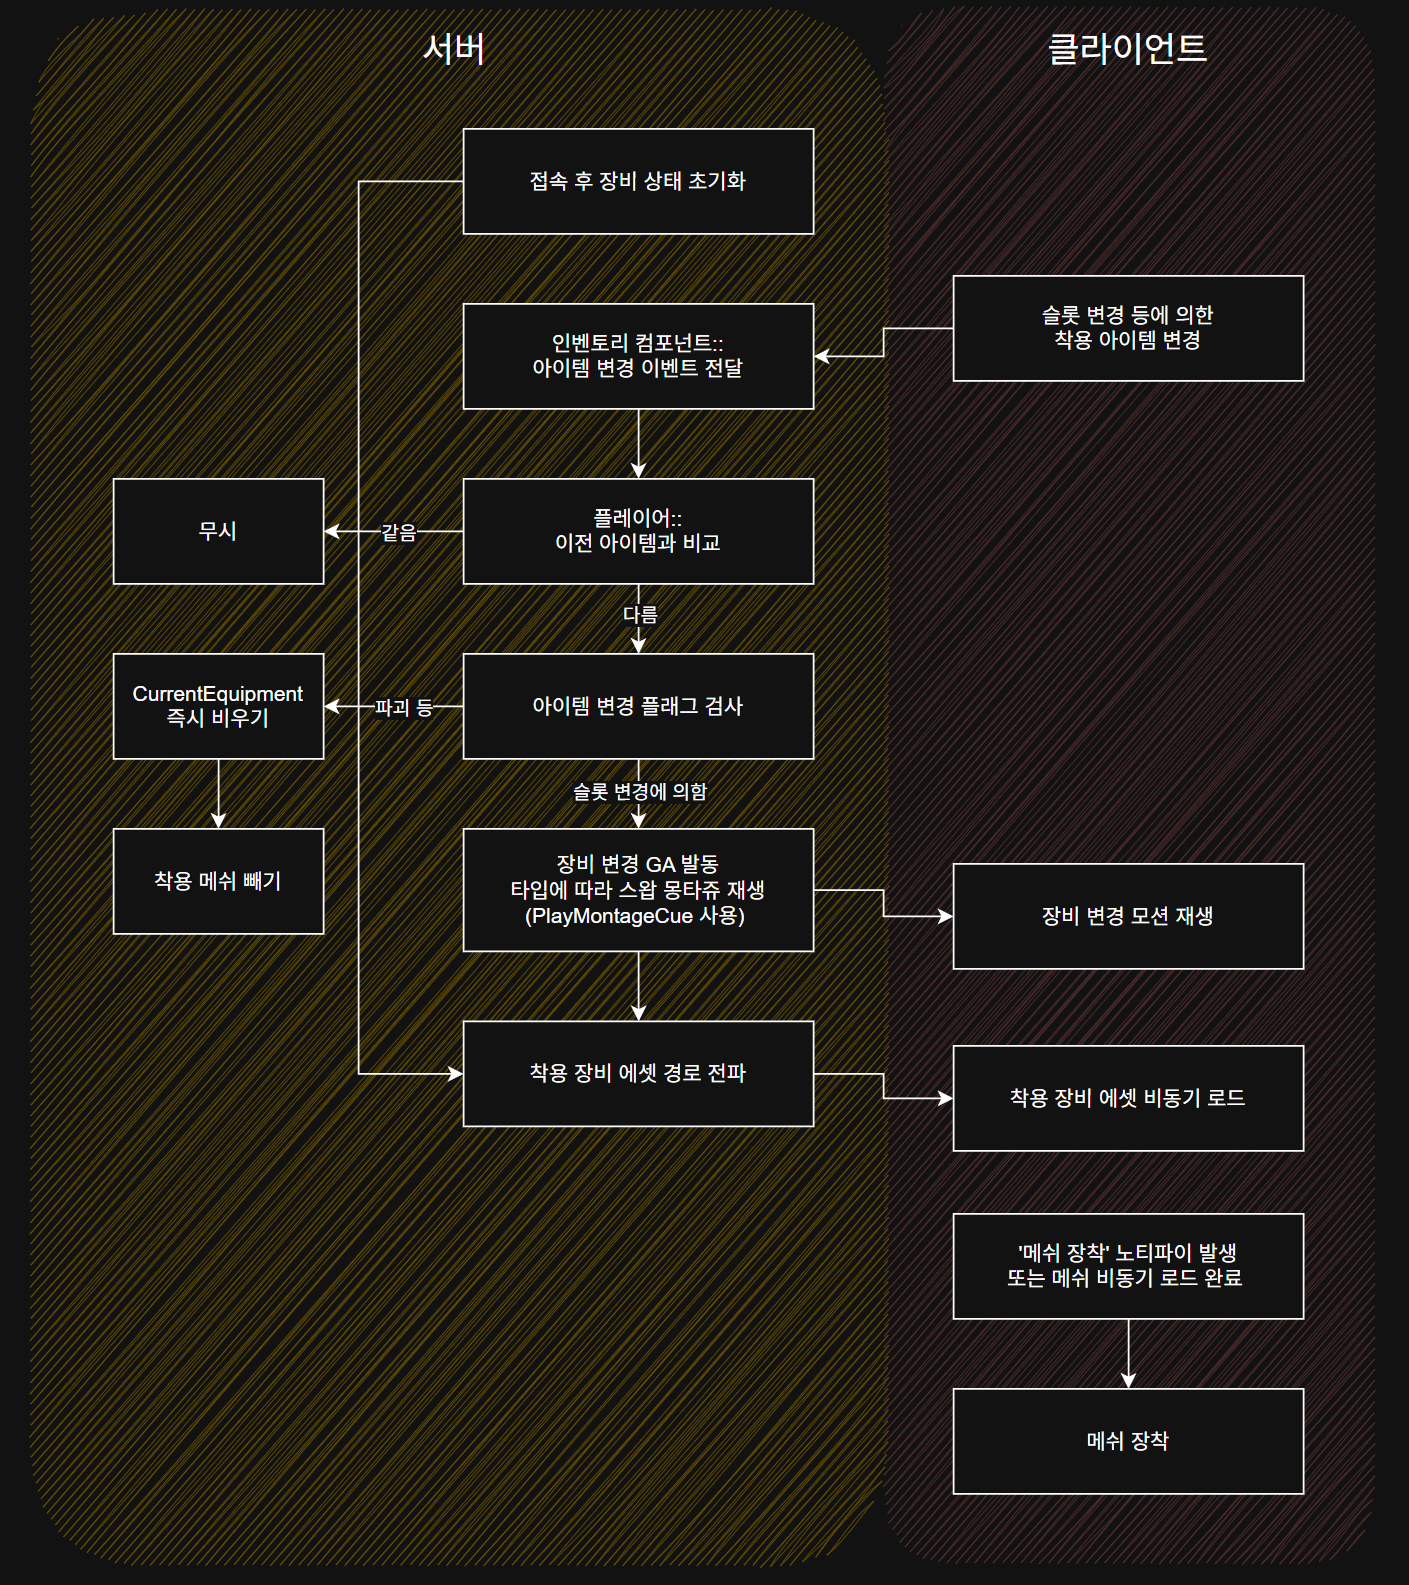 서버
클라이언트
접속 후 장비 상태 초기화
슬롯 변경 등에 의한
착용 아이템 변경
인벤토리 컴포넌트::
아이템 변경 이벤트 전달
무시
같음
플레이어::
이전 아이템과 비교
다름
CurrentEquipment
즉시 비우기
파괴 등
아이템 변경 플래그 검사
슬롯 변경에 의함
착용 메쉬 빼기
장비 변경 GA 발동
타입에 따라 스왑 몽타쥬 재생
(PlayMontageCue 사용)
장비 변경 모션 재생
착용 장비 에셋 경로 전파
착용 장비 에셋 비동기 로드
'메쉬 장착' 노티파이 발생
또는 메쉬 비동기 로드 완료
메쉬 장착